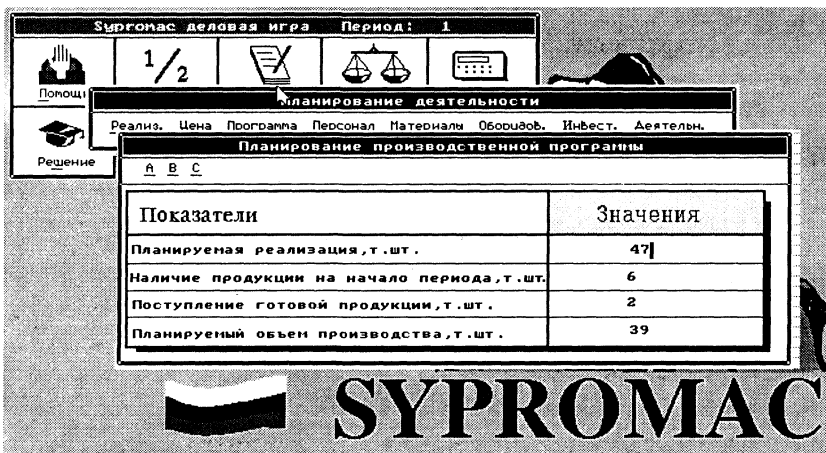 Sypromac деловая игра Период: 1
1/2
Помощь
Планирование деятельности
Реализ. Цена Программа Персонал Материалы Оборудов. Инвест. Деятельн.
Решение
Планирование производственной программы
A B C
Показатели Значения
Планируемая реализация,т.шт. 47
Наличие продукции на начало периода,т.шт. 6
Поступление готовой продукции,т.шт. 2
Планируемый объем производства,т.шт. 39
SYPROMAC